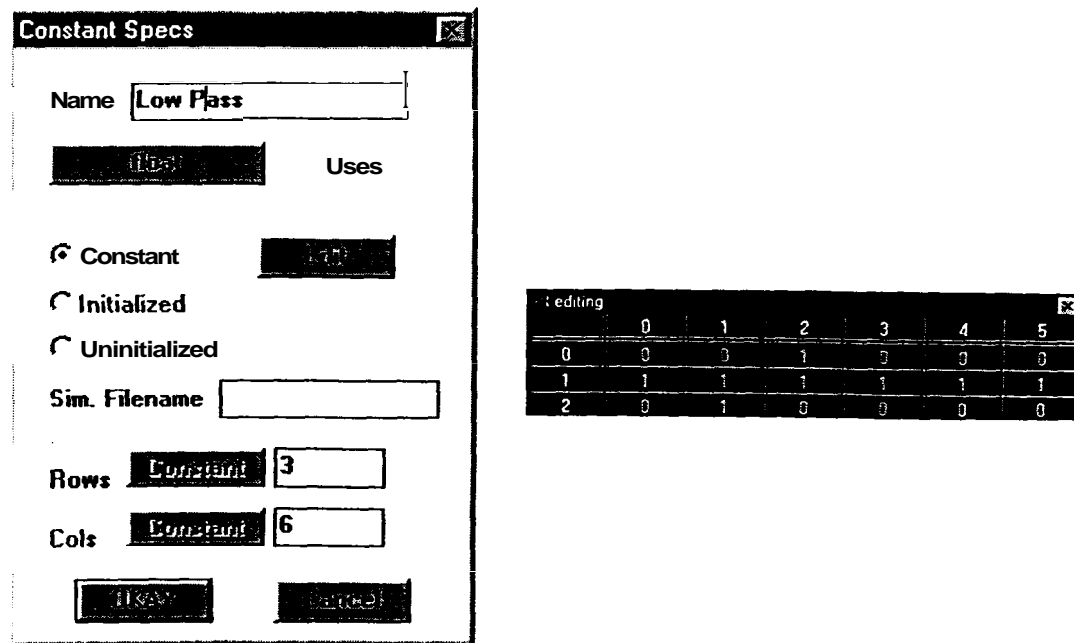 Constant Specs
Name Low Pass
Uses
Constant
Initialized
Uninitialized
Sim. Filename
Rows Constant 3
Cols Constant 6
OKAY Cancel
editing
0 1 2 3 4 5
0 0 0 1 0 0 0
1 1 1 1 1 1 1
2 0 1 0 0 0 0